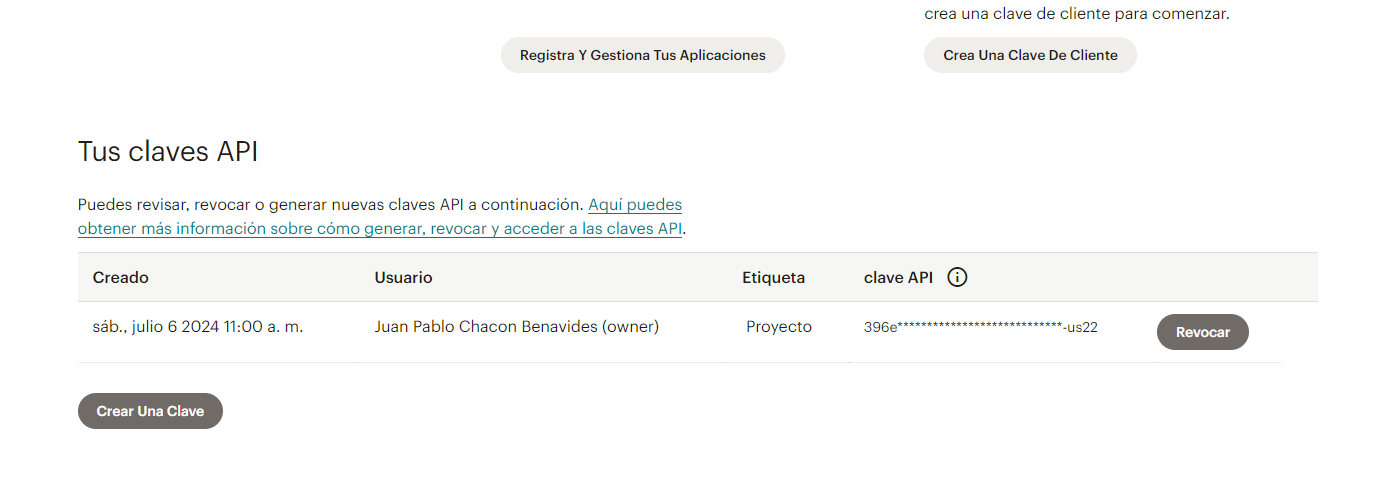 crea una clave de cliente para comenzar.
Registra Y Gestiona Tus Aplicaciones
Crea Una Clave De Cliente
Tus claves API
Puedes revisar, revocar o generar nuevas claves API a continuación. Aquí puedes
obtener más información sobre cómo generar, revocar y acceder a las claves API.
Creado Usuario Etiqueta clave API
sáb., julio 6 2024 11:00 a. m. Juan Pablo Chacon Benavides (owner) Proyecto 396e****************************-us22 Revocar
Crear Una Clave